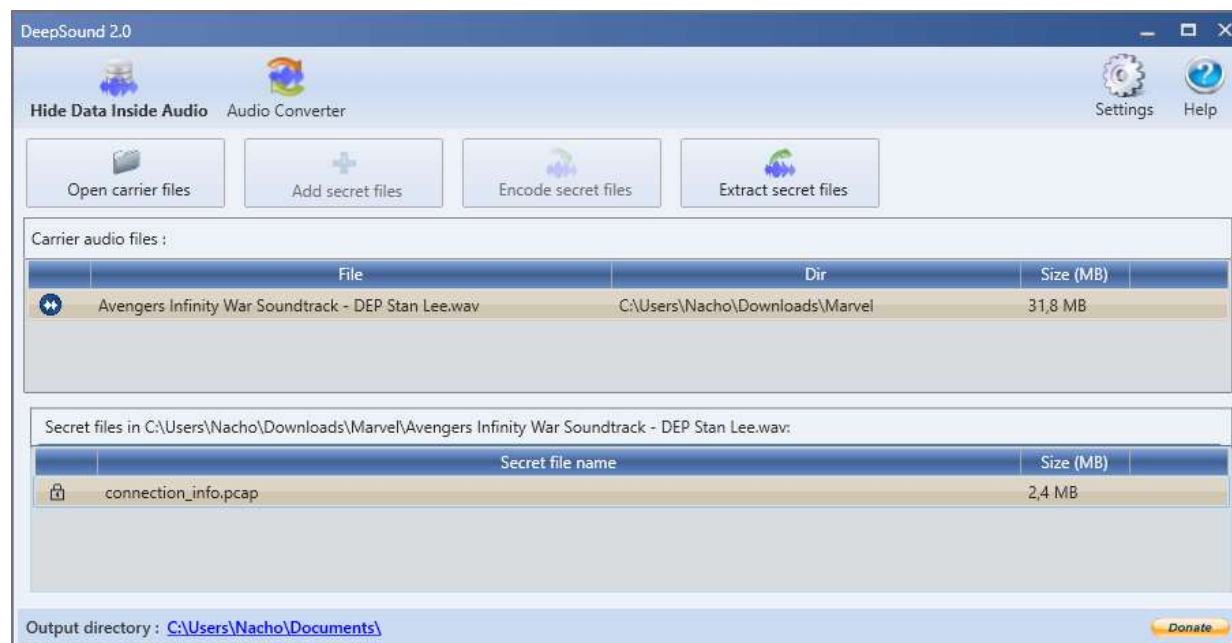 DeepSound 2.0
Hide Data Inside Audio Audio Converter Settings Help
Open carrier files Add secret files Encode secret files Extract secret files
Carrier audio files :
File Dir Size (MB)
Avengers Infinity War Soundtrack - DEP Stan Lee.wav C:\Users\Nacho\Downloads\Marvel 31,8 MB
Secret files in C:\Users\Nacho\Downloads\Marvel\Avengers Infinity War Soundtrack - DEP Stan Lee.wav:
Secret file name Size (MB)
connection_info.pcap 2,4 MB
Output directory : C:\Users\Nacho\Documents\ Donate